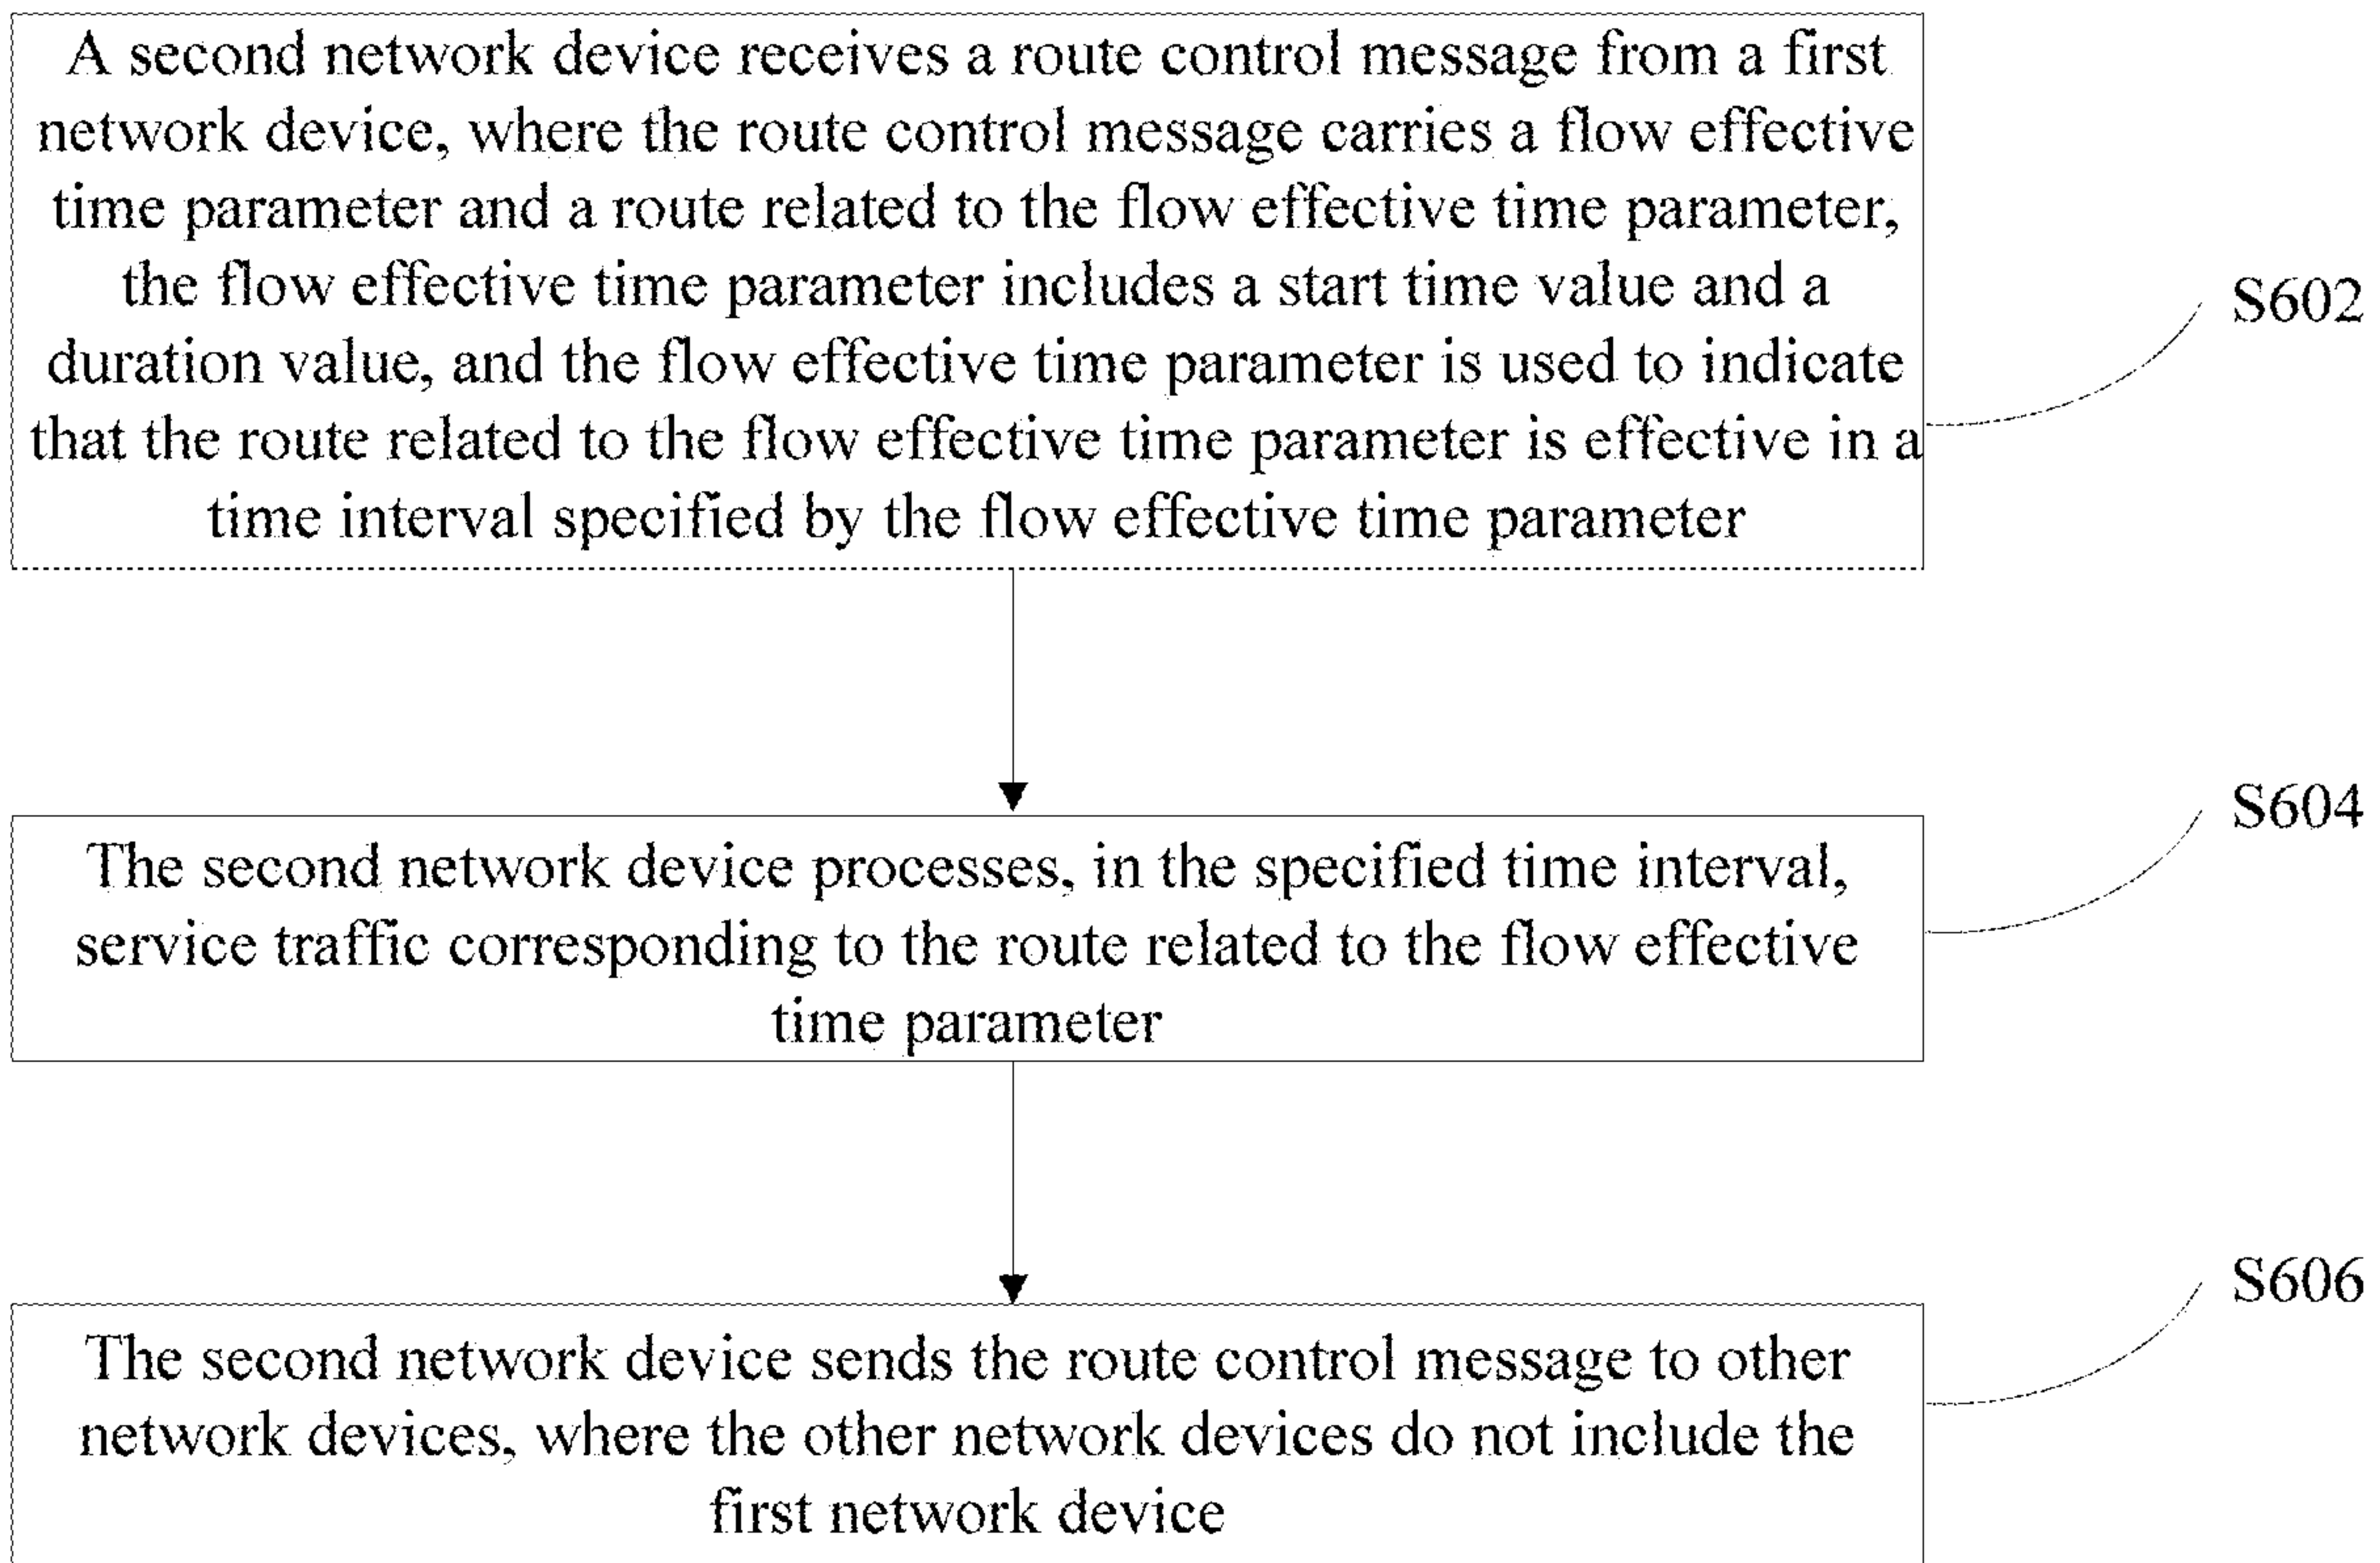 A second network device receives a route control message from a first
network device, where the route control message carries a flow effective
time parameter and a route related to the flow effective time parameter,
the flow effective time parameter includes a start time value and a
duration value, and the flow effective time parameter is used to indicate
that the route related to the flow effective time parameter is effective in a
time interval specified by the flow effective time parameter
S602
The second network device processes, in the specified time interval,
service traffic corresponding to the route related to the flow effective
time parameter
S604
The second network device sends the route control message to other
network devices, where the other network devices do not include the
first network device
S606